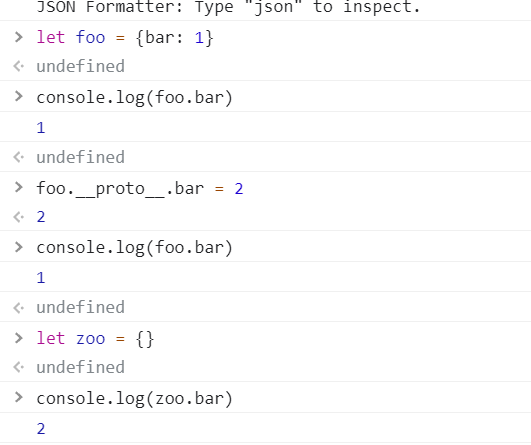 JSON Formatter: Type "json" to inspect.
> let foo = {bar: 1}
<· undefined
> console.log(foo.bar)
1
<· undefined
> foo.__proto__.bar = 2
<· 2
> console.log(foo.bar)
1
<· undefined
> let zoo = {}
<· undefined
> console.log(zoo.bar)
2